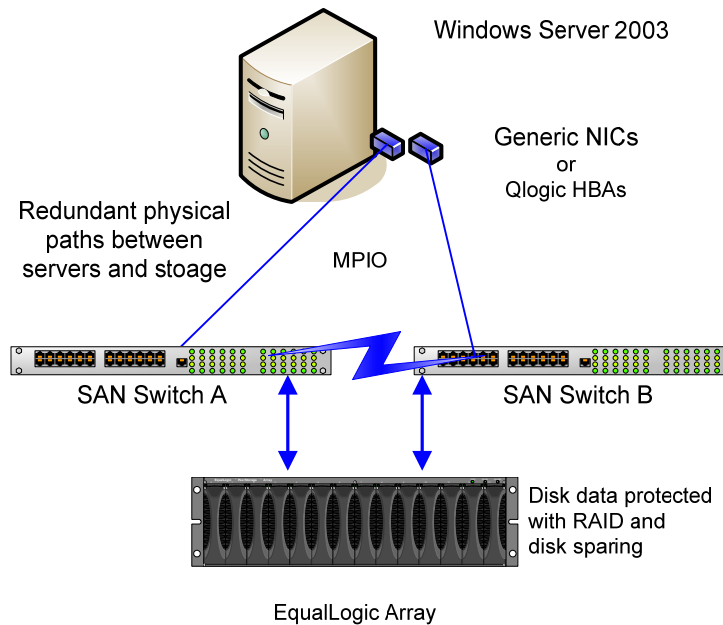 Windows Server 2003
Generic NICs
or
Qlogic HBAs
Redundant physical
paths between
servers and stoage
MPIO
SAN Switch A
SAN Switch B
Disk data protected
with RAID and
disk sparing
EqualLogic Array